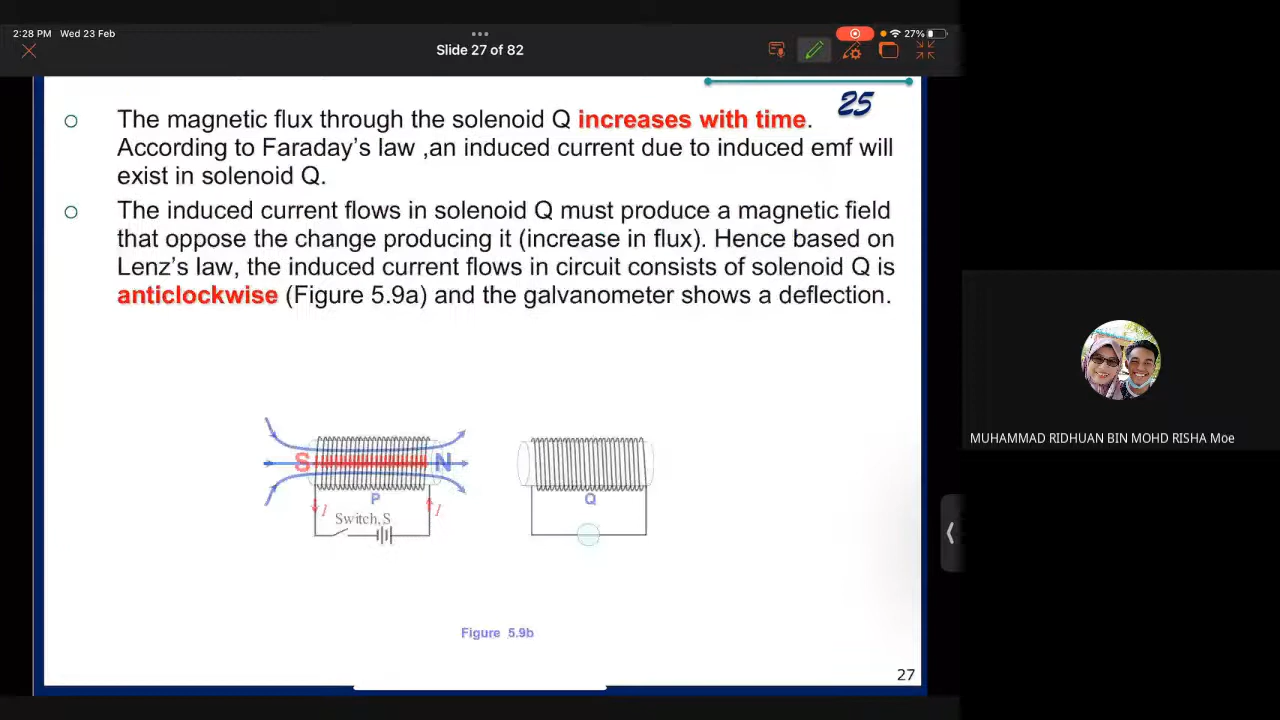 2:28 PM Wed 23 Feb
27%
Slide 27 of 82
25
The magnetic flux through the solenoid Q increases with time.
According to Faraday's law ,an induced current due to induced emf will
exist in solenoid Q.
The induced current flows in solenoid Q must produce a magnetic field
that oppose the change producing it (increase in flux). Hence based on
Lenz's law, the induced current flows in circuit consists of solenoid Q is
anticlockwise (Figure 5.9a) and the galvanometer shows a deflection.
MUHAMMAD RIDHUAN BIN MOHD RISHA Moe
S N
P Q
I I
Switch, S
Figure 5.9b
27